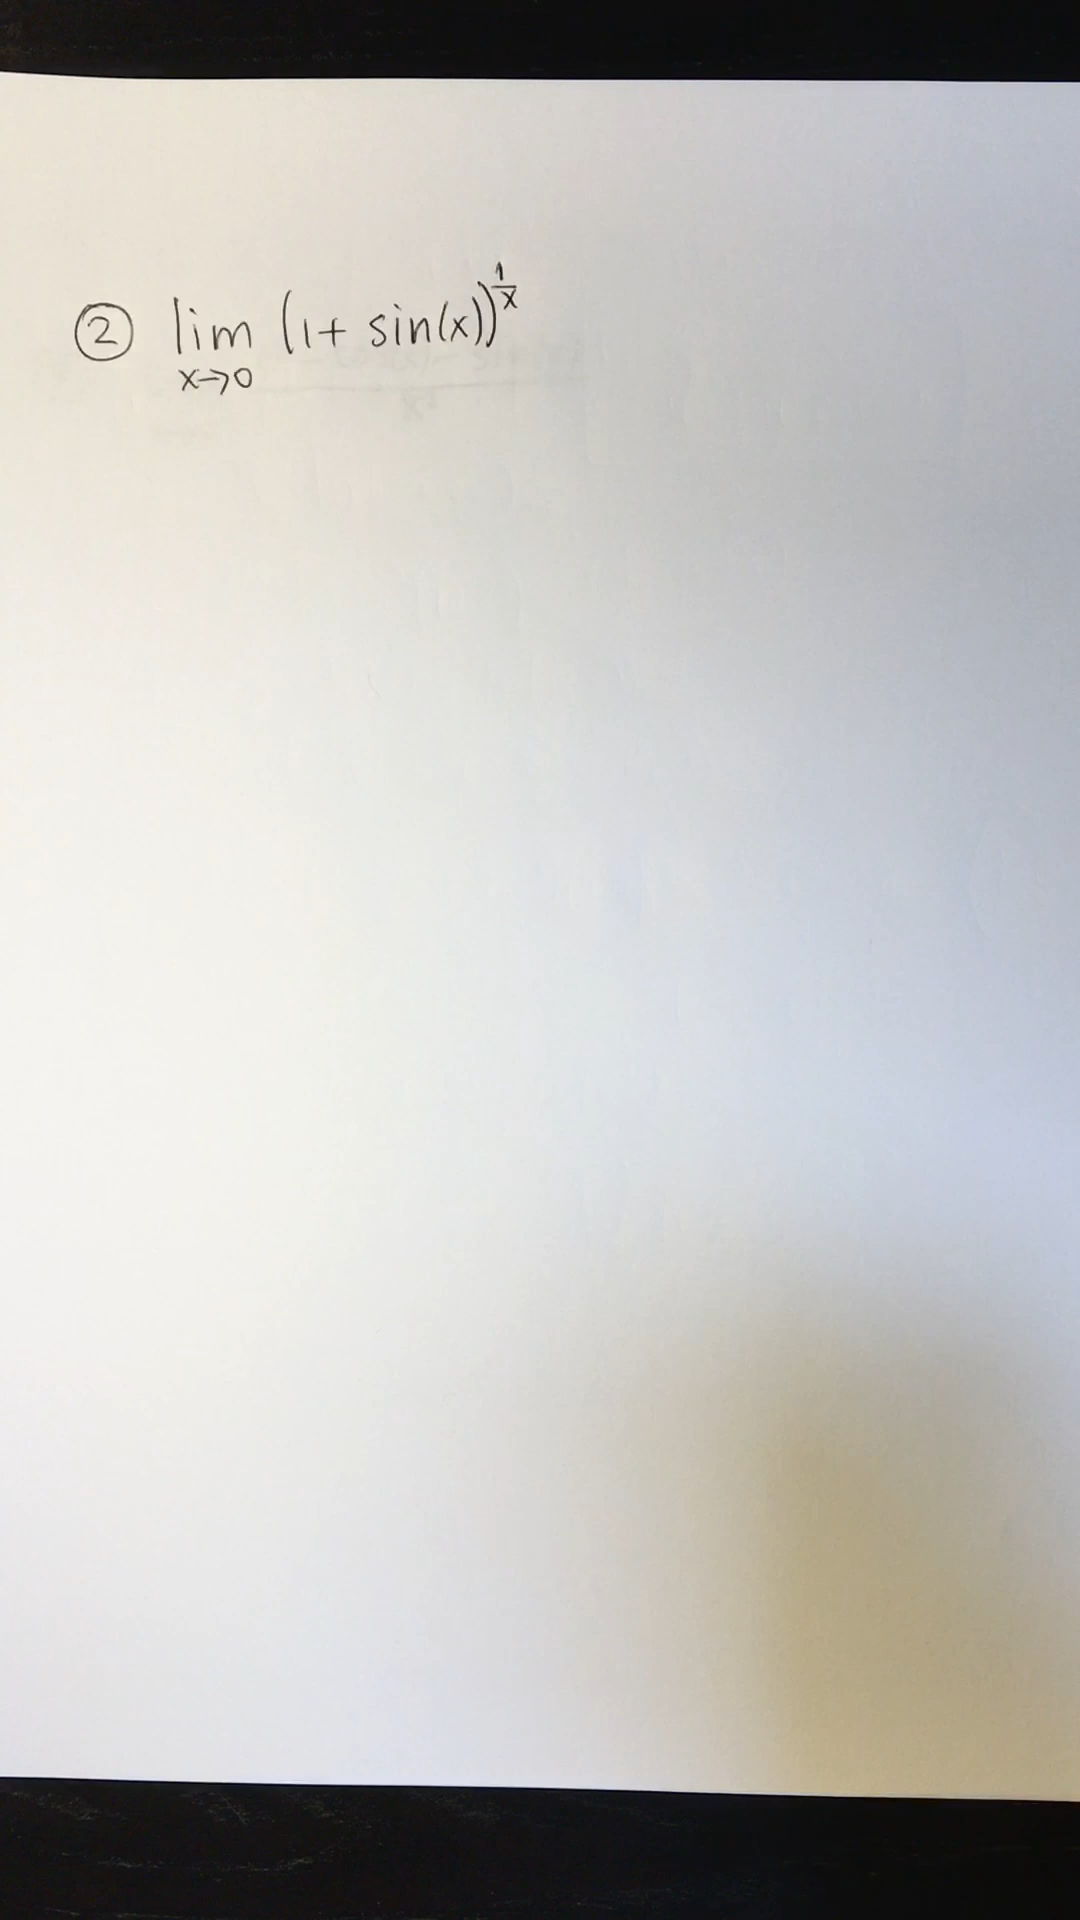 ② lim (1+ sin(x))^(1/x)
x→0